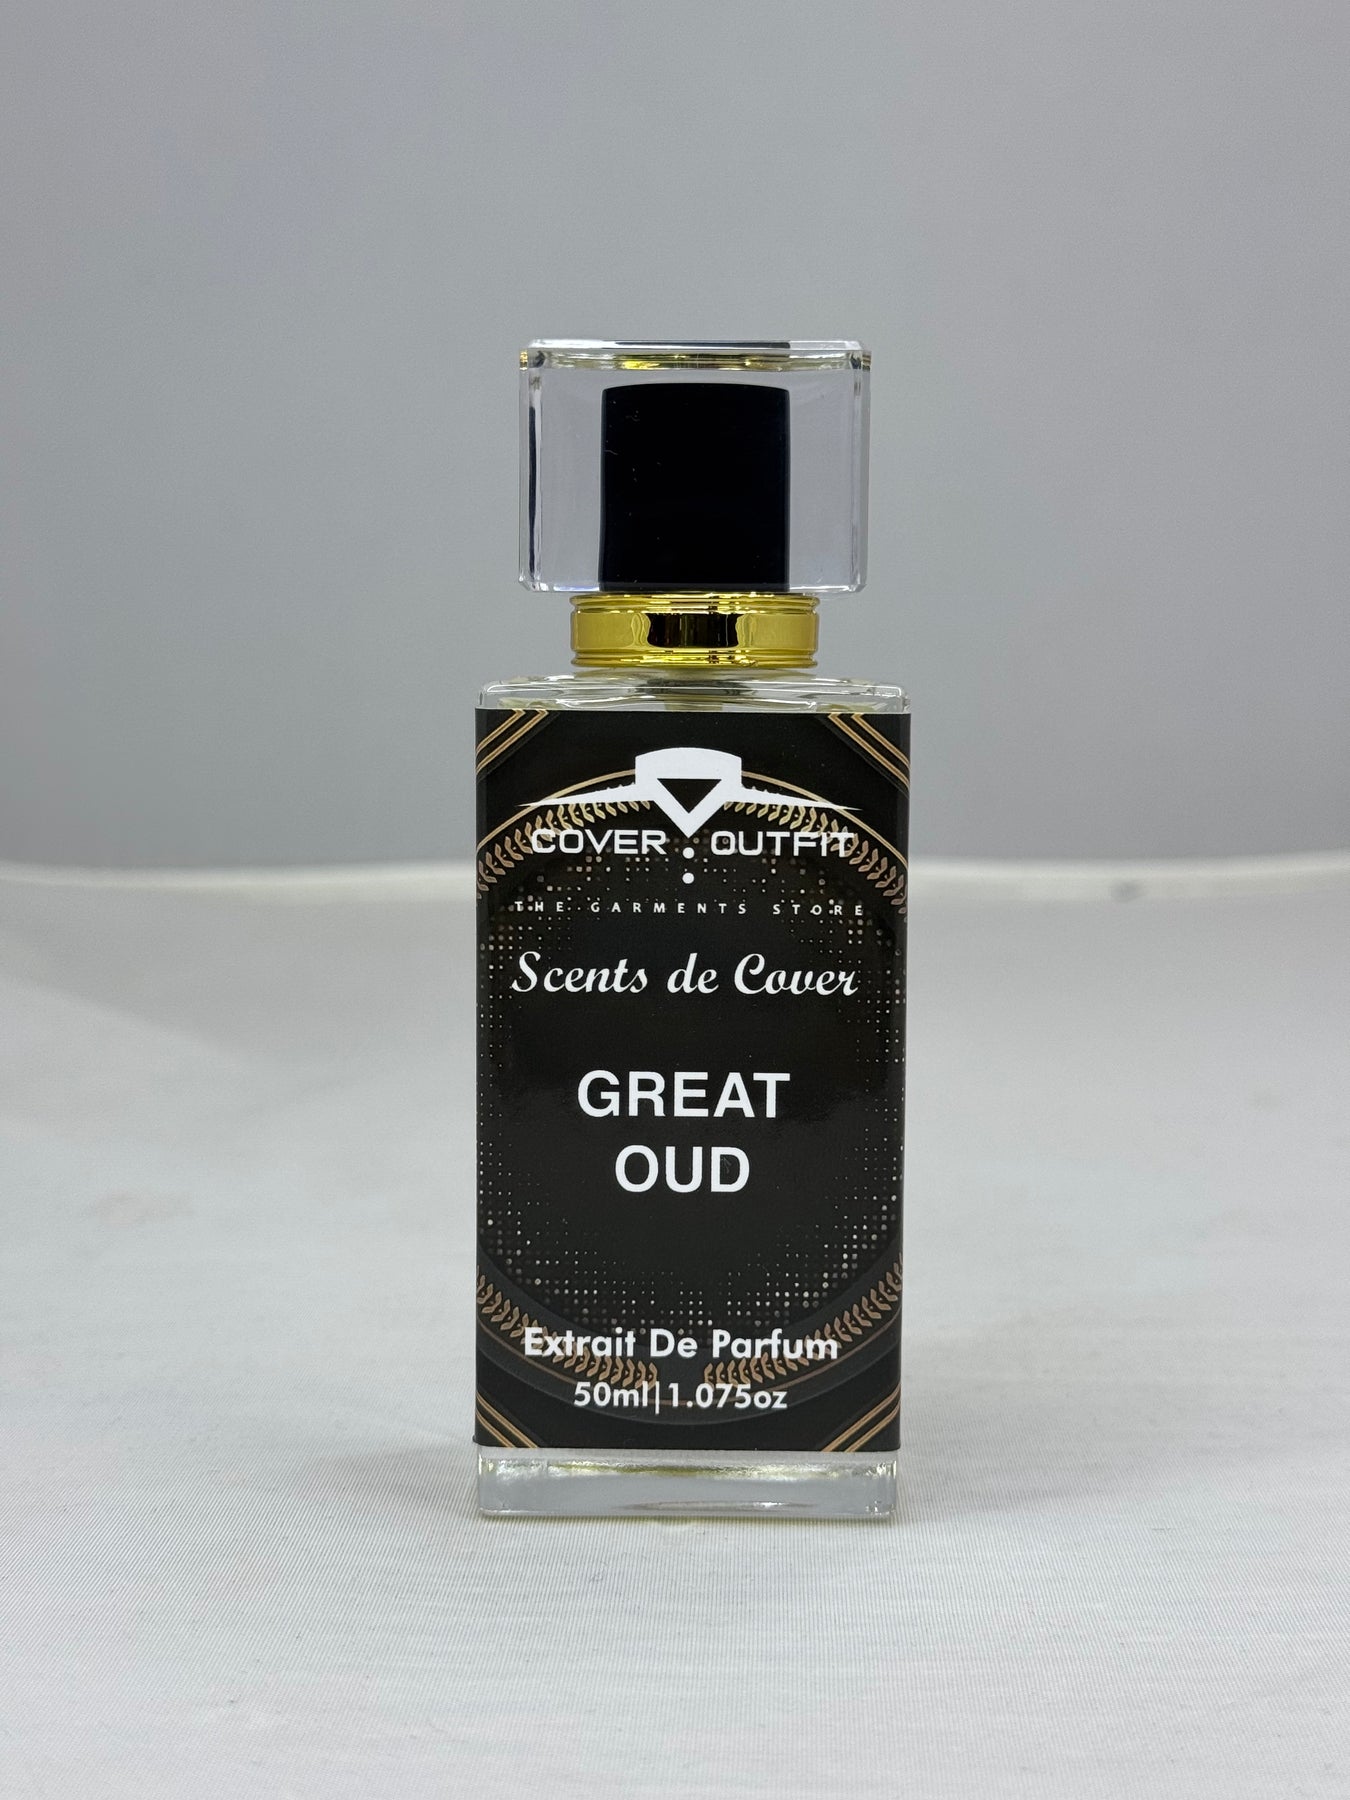 COVER OUTFIT
THE GARMENTS STORE
Scents de Cover
GREAT
OUD
Extrait De Parfum
50ml|1.075oz